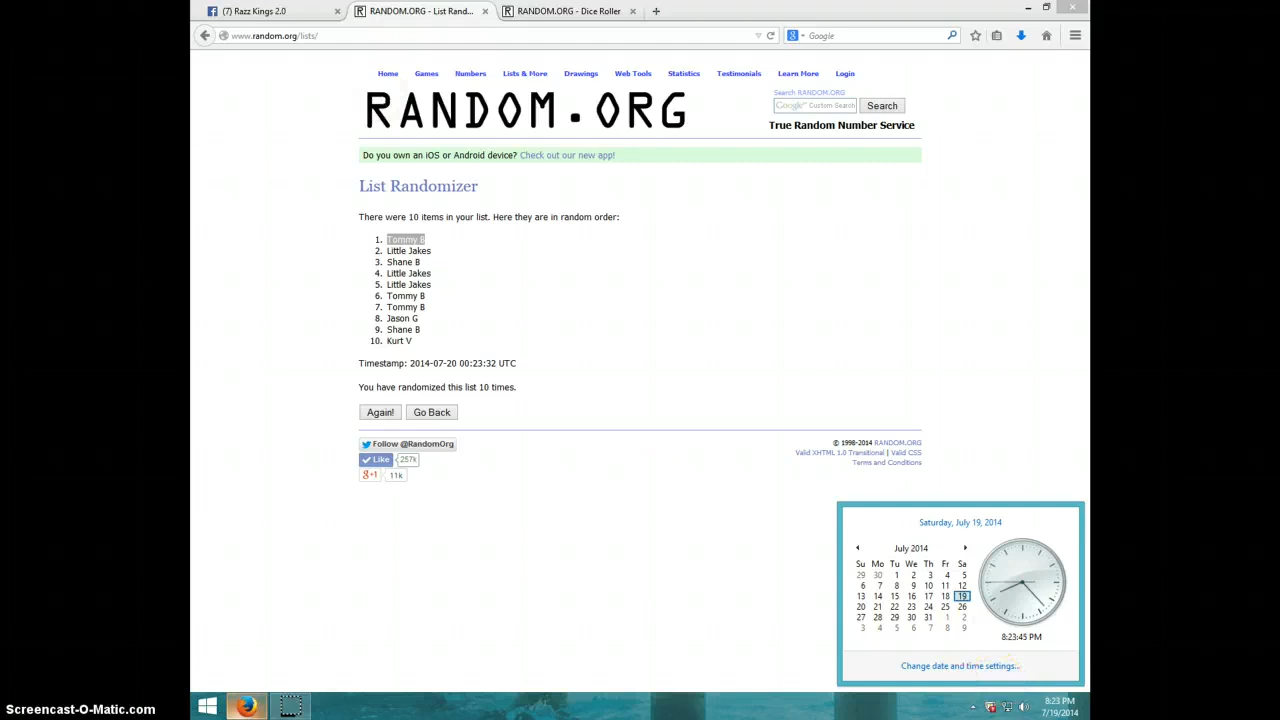 (7) Razz Kings 2.0
RANDOM.ORG - List Rand...
RANDOM.ORG - Dice Roller
www.random.org/lists/
Google
Home Games Numbers Lists & More Drawings Web Tools Statistics Testimonials Learn More Login
RANDOM.ORG
Search RANDOM.ORG
Google™ Custom Search
Search
True Random Number Service
Do you own an iOS or Android device? Check out our new app!
List Randomizer
There were 10 items in your list. Here they are in random order:
1. Tommy B
2. Little Jakes
3. Shane B
4. Little Jakes
5. Little Jakes
6. Tommy B
7. Tommy B
8. Jason G
9. Shane B
10. Kurt V
Timestamp: 2014-07-20 00:23:32 UTC
You have randomized this list 10 times.
Again! Go Back
Follow @RandomOrg
Like 257k
g+1 11k
© 1998-2014 RANDOM.ORG
Valid XHTML 1.0 Transitional | Valid CSS
Terms and Conditions
Saturday, July 19, 2014
July 2014
Su Mo Tu We Th Fr Sa
29 30 1 2 3 4 5
6 7 8 9 10 11 12
13 14 15 16 17 18 19
20 21 22 23 24 25 26
27 28 29 30 31 1 2
3 4 5 6 7 8 9
8:23:45 PM
Change date and time settings...
8:23 PM
7/19/2014
Screencast-O-Matic.com